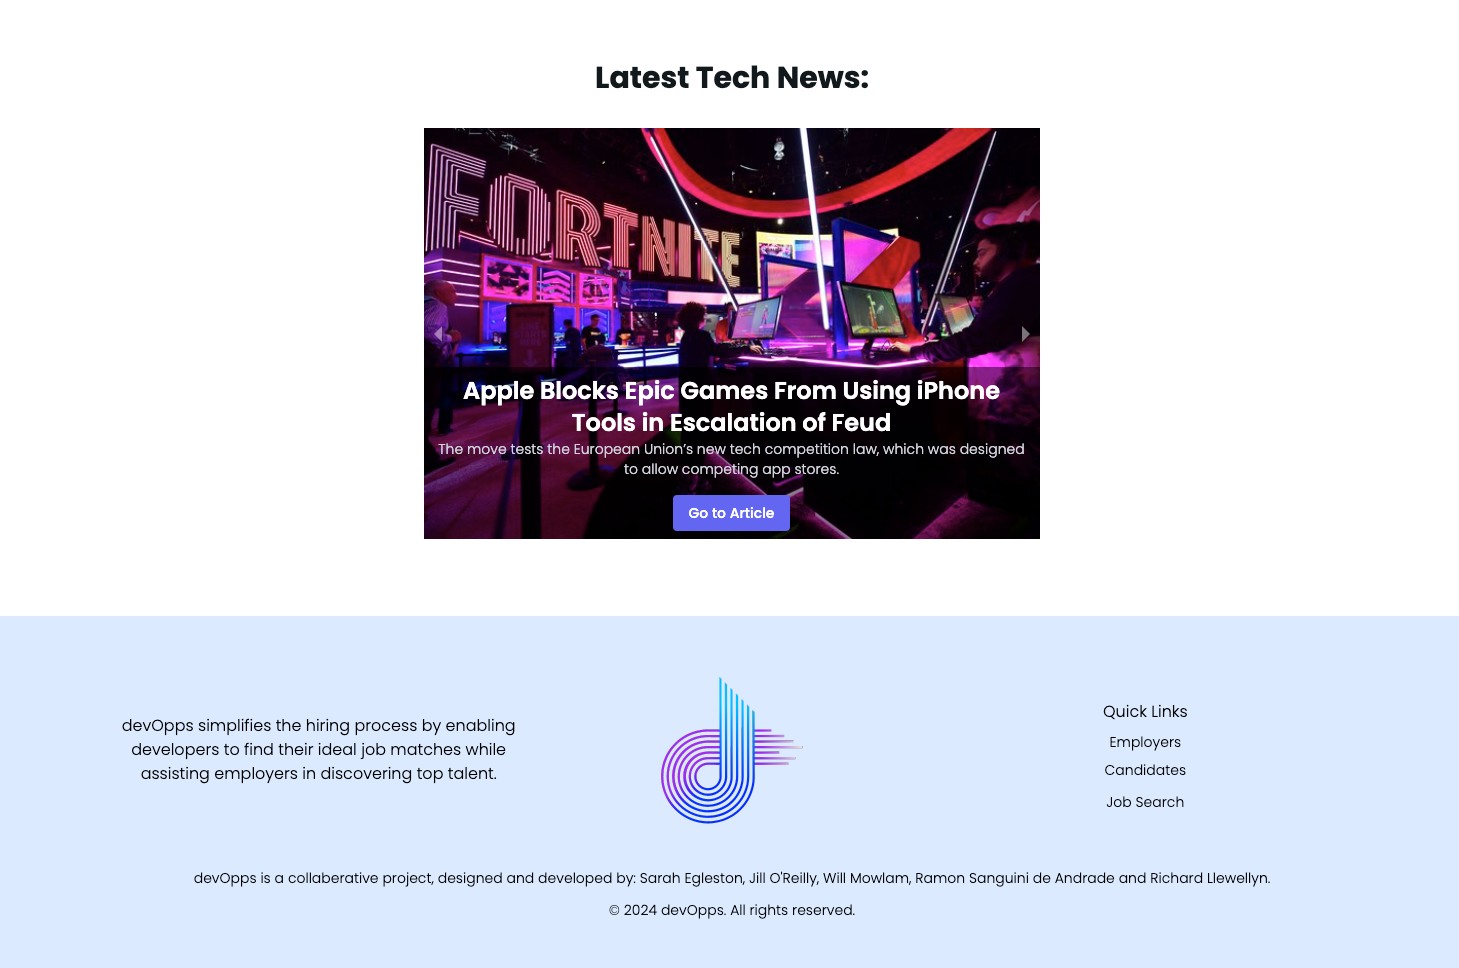 Latest Tech News:
FORTNITE
Apple Blocks Epic Games From Using iPhone
Tools in Escalation of Feud
The move tests the European Union’s new tech competition law, which was designed
to allow competing app stores.
Go to Article
devOpps simplifies the hiring process by enabling
developers to find their ideal job matches while
assisting employers in discovering top talent.
Quick Links
Employers
Candidates
Job Search
devOpps is a collaberative project, designed and developed by: Sarah Egleston, Jill O'Reilly, Will Mowlam, Ramon Sanguini de Andrade and Richard Llewellyn.
© 2024 devOpps. All rights reserved.